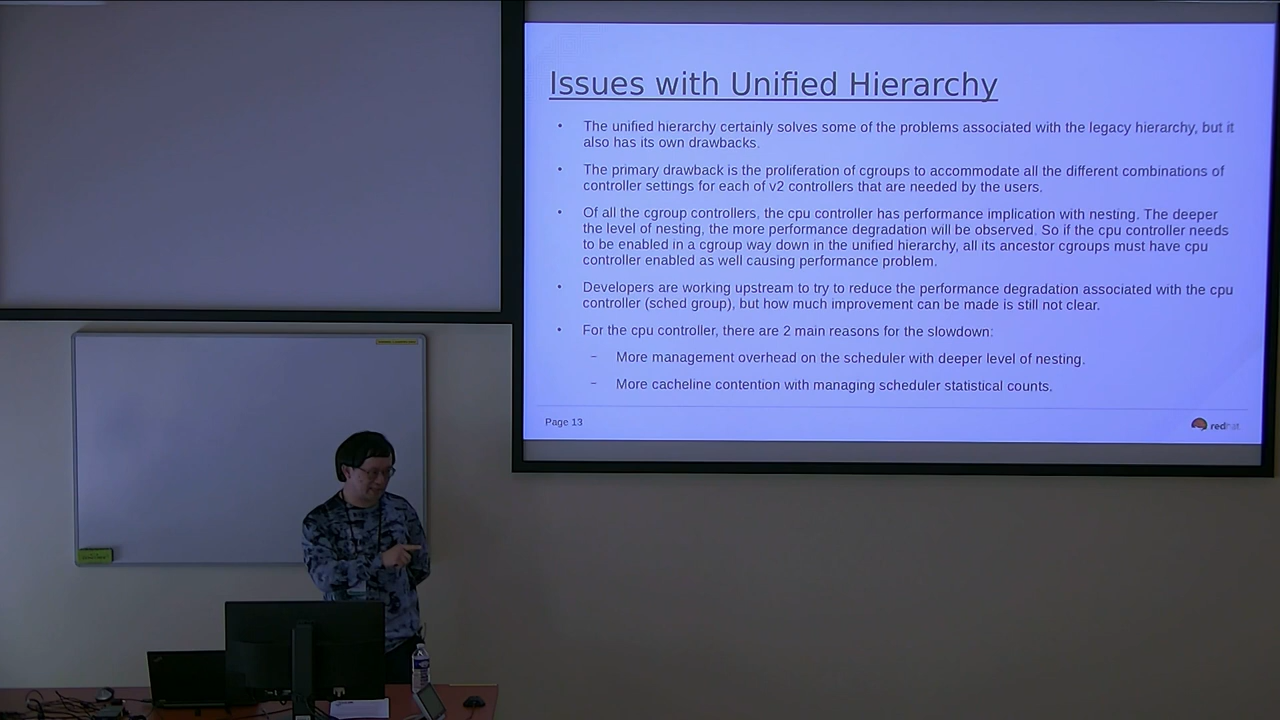 Issues with Unified Hierarchy
• The unified hierarchy certainly solves some of the problems associated with the legacy hierarchy, but it
also has its own drawbacks.
• The primary drawback is the proliferation of cgroups to accommodate all the different combinations of
controller settings for each of v2 controllers that are needed by the users.
• Of all the cgroup controllers, the cpu controller has performance implication with nesting. The deeper
the level of nesting, the more performance degradation will be observed. So if the cpu controller needs
to be enabled in a cgroup way down in the unified hierarchy, all its ancestor cgroups must have cpu
controller enabled as well causing performance problem.
• Developers are working upstream to try to reduce the performance degradation associated with the cpu
controller (sched group), but how much improvement can be made is still not clear.
• For the cpu controller, there are 2 main reasons for the slowdown:
– More management overhead on the scheduler with deeper level of nesting.
– More cacheline contention with managing scheduler statistical counts.
Page 13
redhat